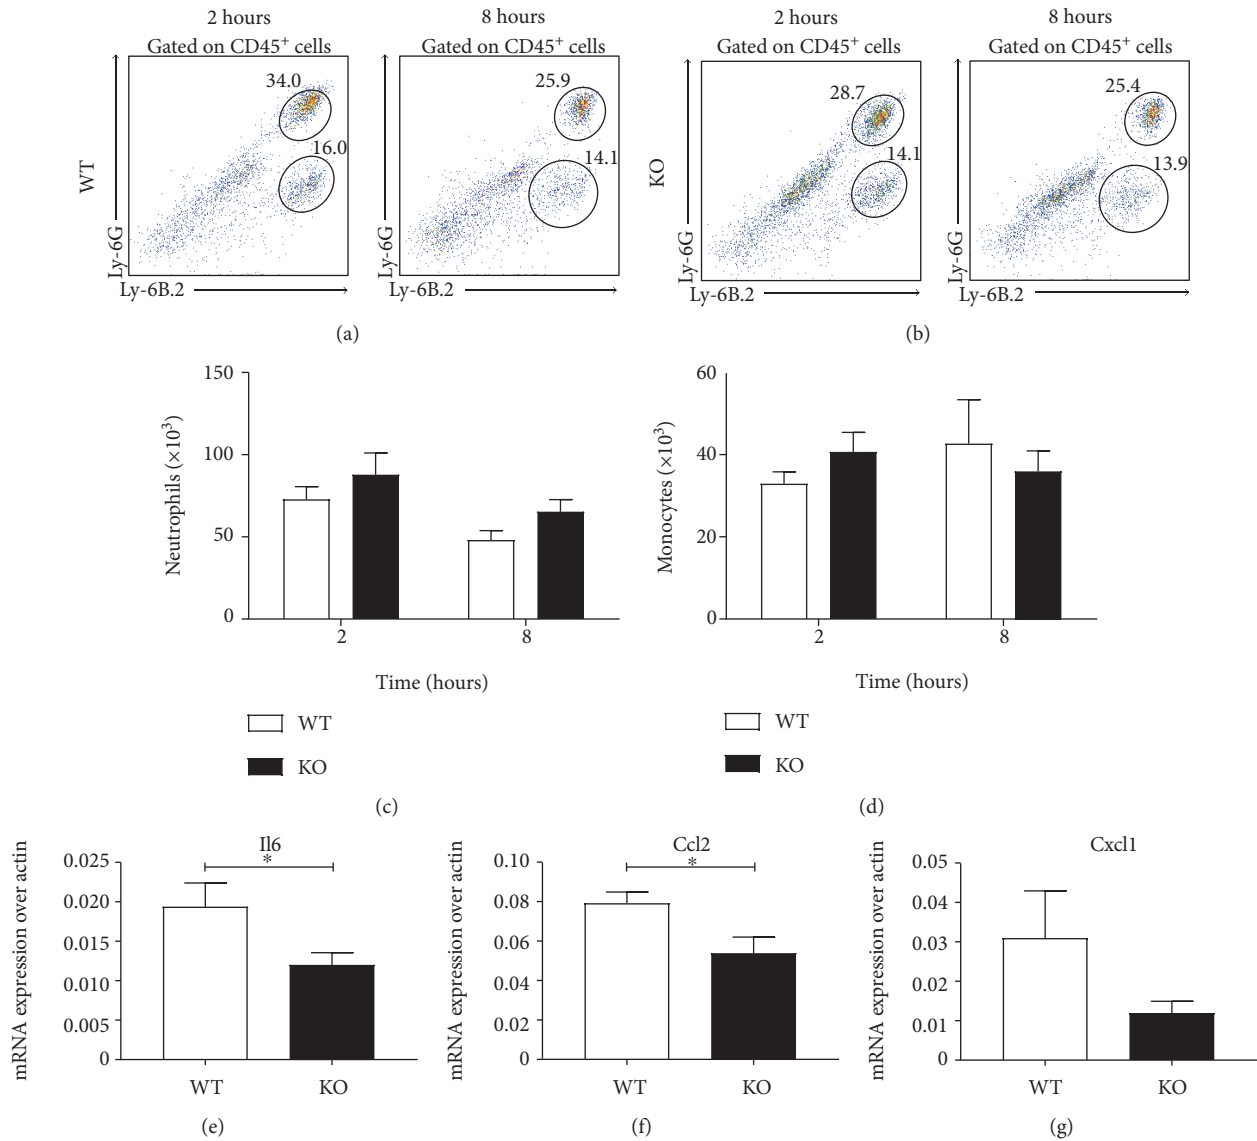 2 hours
Gated on CD45+ cells
8 hours
Gated on CD45+ cells
WT
Ly-6G
34.0
16.0
25.9
14.1
Ly-6B.2
Ly-6B.2
(a)
2 hours
Gated on CD45+ cells
8 hours
Gated on CD45+ cells
KO
Ly-6G
28.7
14.1
25.4
13.9
Ly-6G
Ly-6G
Ly-6B.2
Ly-6B.2
(b)
Neutrophils (×10³)
150
100
50
0
2
8
Time (hours)
WT
KO
(c)
Monocytes (×10³)
60
40
20
0
2
8
Time (hours)
WT
KO
(d)
Il6
*
mRNA expression over actin
0.025
0.020
0.015
0.010
0.005
0
WT
KO
(e)
Ccl2
*
mRNA expression over actin
0.10
0.08
0.06
0.04
0.02
0
WT
KO
(f)
Cxcl1
mRNA expression over actin
0.05
0.04
0.03
0.02
0.01
0
WT
KO
(g)